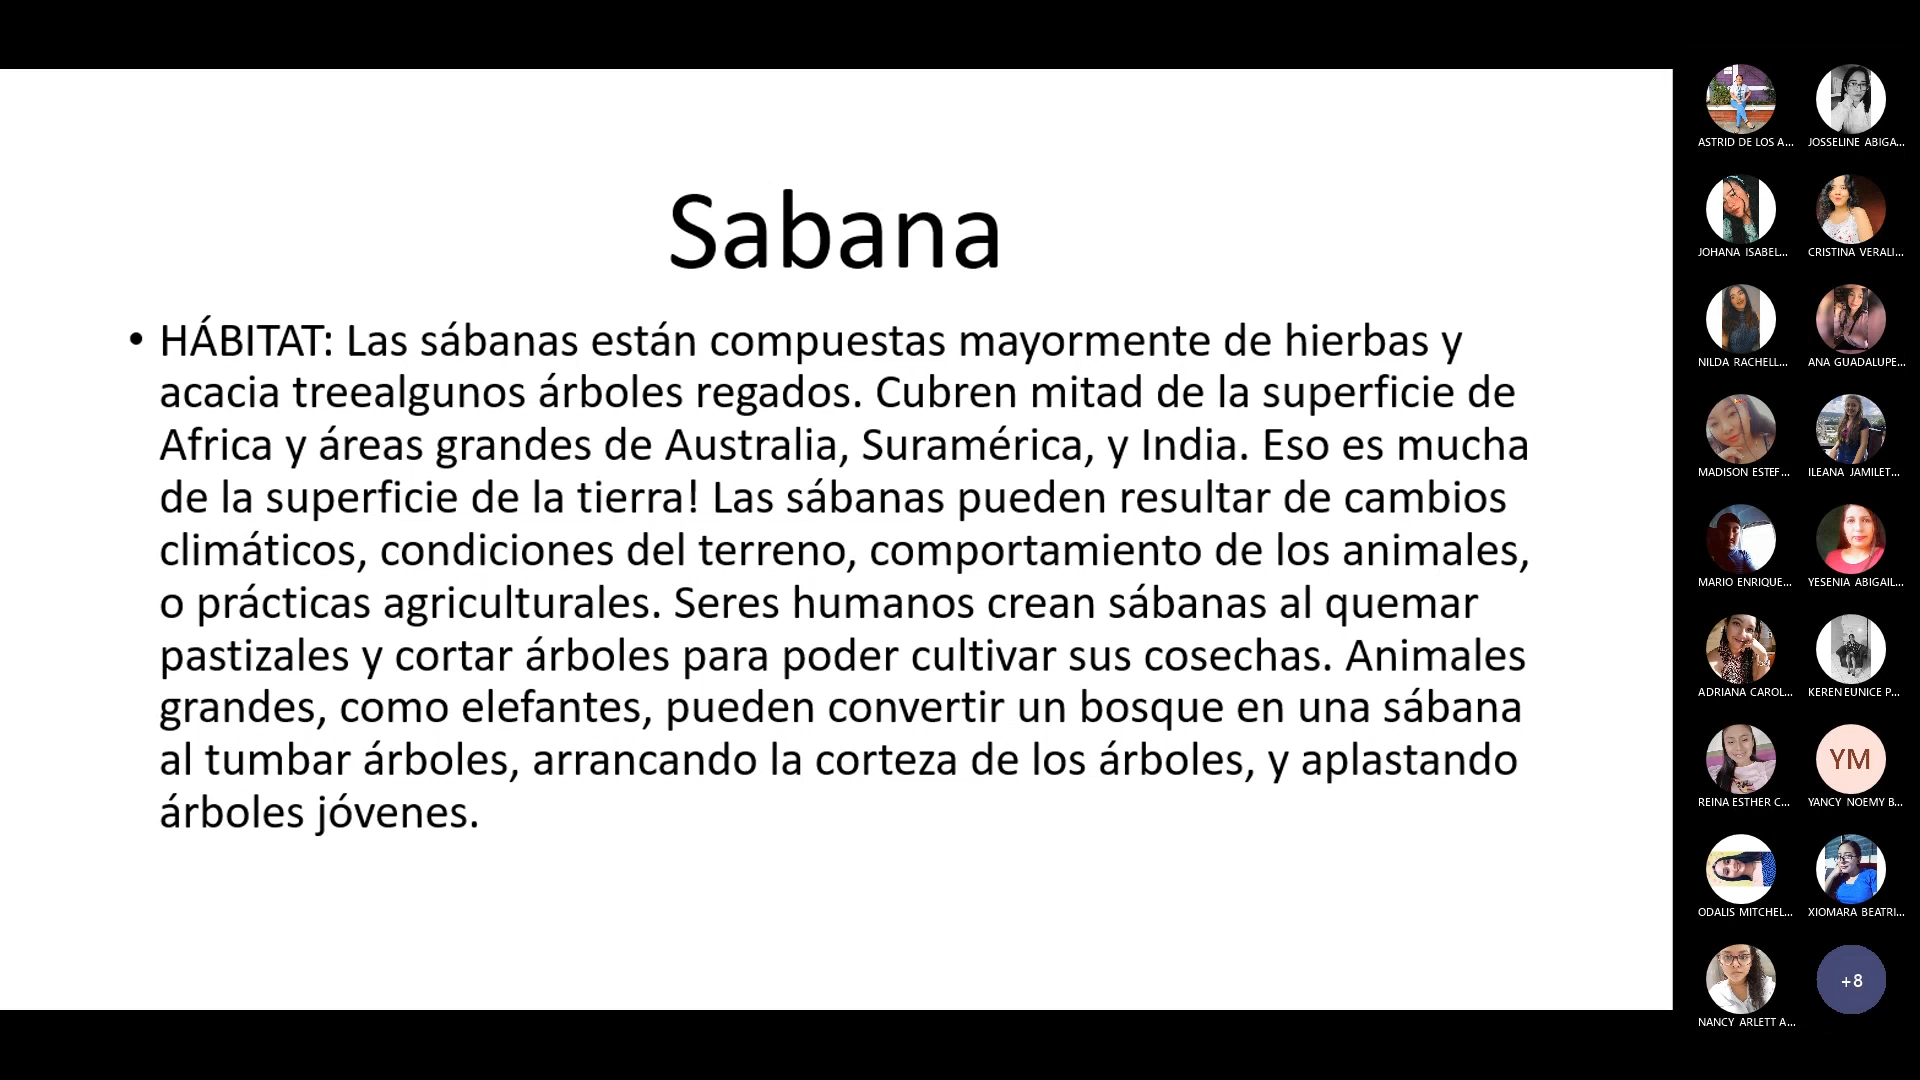 Sabana
• HÁBITAT: Las sábanas están compuestas mayormente de hierbas y
acacia treealgunos árboles regados. Cubren mitad de la superficie de
Africa y áreas grandes de Australia, Suramérica, y India. Eso es mucha
de la superficie de la tierra! Las sábanas pueden resultar de cambios
climáticos, condiciones del terreno, comportamiento de los animales,
o prácticas agriculturales. Seres humanos crean sábanas al quemar
pastizales y cortar árboles para poder cultivar sus cosechas. Animales
grandes, como elefantes, pueden convertir un bosque en una sábana
al tumbar árboles, arrancando la corteza de los árboles, y aplastando
árboles jóvenes.
ASTRID DE LOS A...
JOSSELINE ABIGA...
JOHANA ISABEL...
CRISTINA VERALI...
NILDA RACHELL...
ANA GUADALUPE...
MADISON ESTEF...
ILEANA JAMILET...
MARIO ENRIQUE...
YESENIA ABIGAIL...
ADRIANA CAROL...
KEREN EUNICE P...
REINA ESTHER C...
YM
YANCY NOEMY B...
ODALIS MITCHEL...
XIOMARA BEATRI...
NANCY ARLETT A...
+8